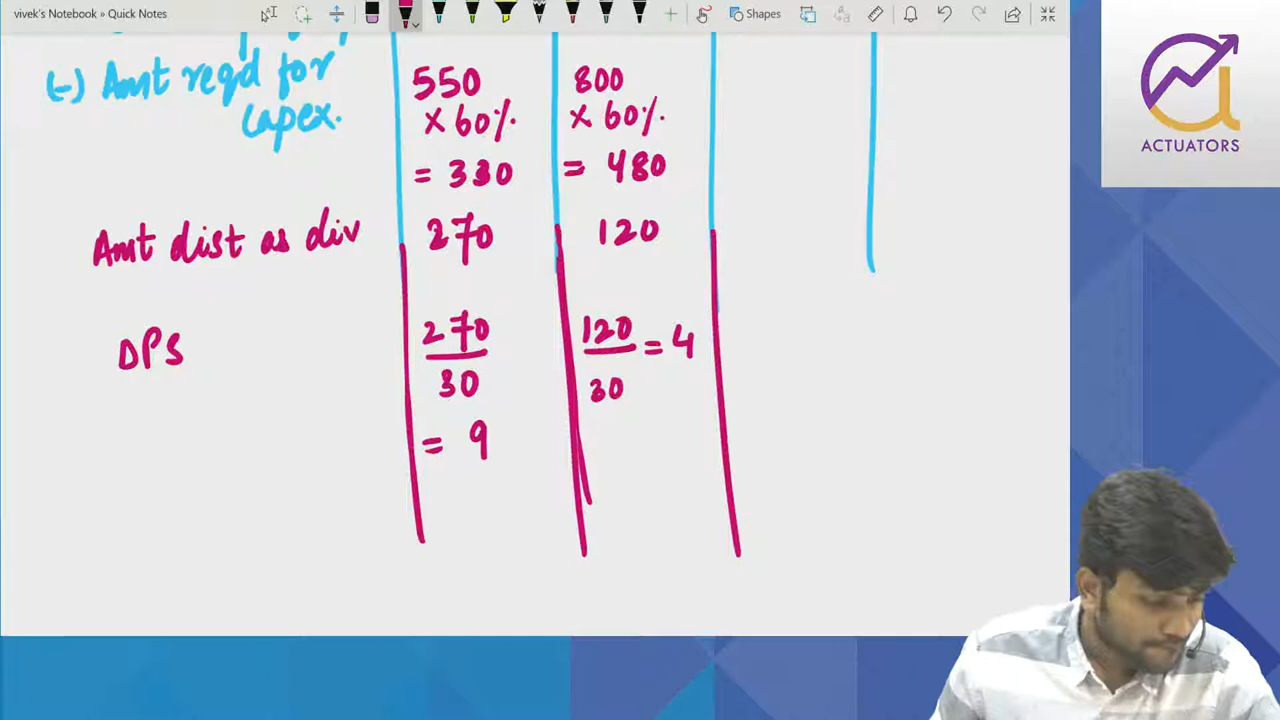 vivek's Notebook » Quick Notes
Shapes
(-) Amt reqd for
capex.
550
× 60%
= 330
800
× 60%
= 480
Amt dist as div
270
120
DPS
270
30
= 9
120
30
= 4
ACTUATORS